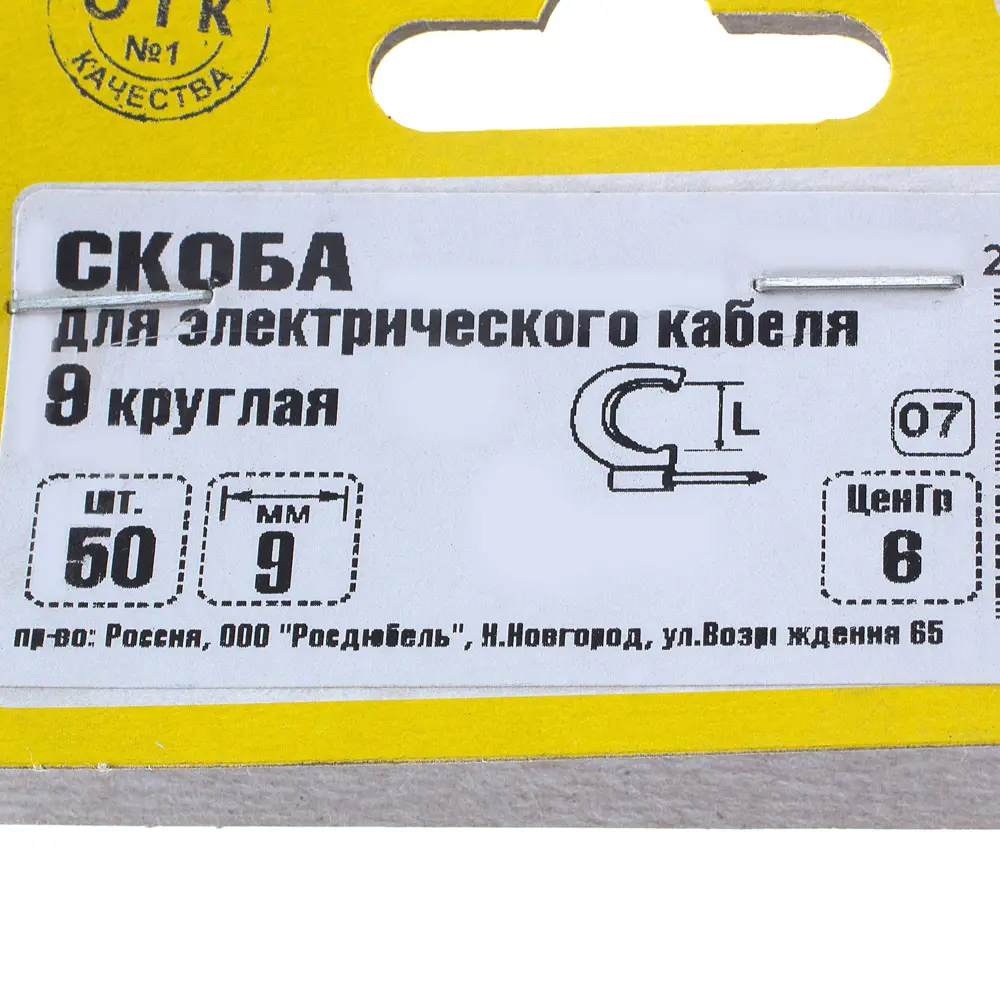 ОТК
№1
КАЧЕСТВА
СКОБА
для электрического кабеля
9 круглая
L
07
шт.
50
мм
9
ЦенГр
6
пр-во: Россия, ООО "Росдюбель", Н.Новгород, ул.Возрождения 65